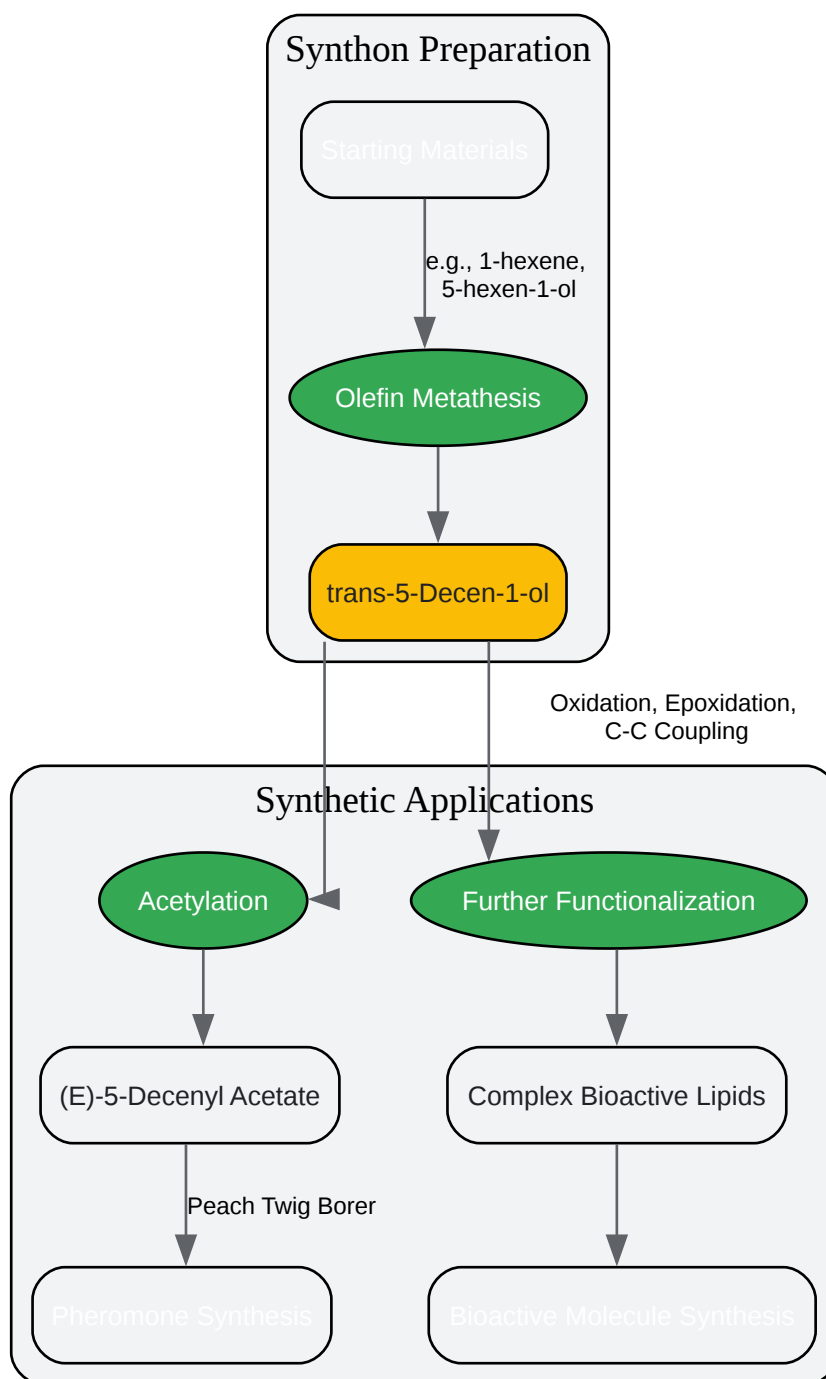 Synthon Preparation
Starting Materials
e.g., 1-hexene,
5-hexen-1-ol
Olefin Metathesis
trans-5-Decen-1-ol
Oxidation, Epoxidation,
C-C Coupling
Synthetic Applications
Acetylation
Further Functionalization
(E)-5-Decenyl Acetate
Complex Bioactive Lipids
Peach Twig Borer
Pheromone Synthesis
Bioactive Molecule Synthesis